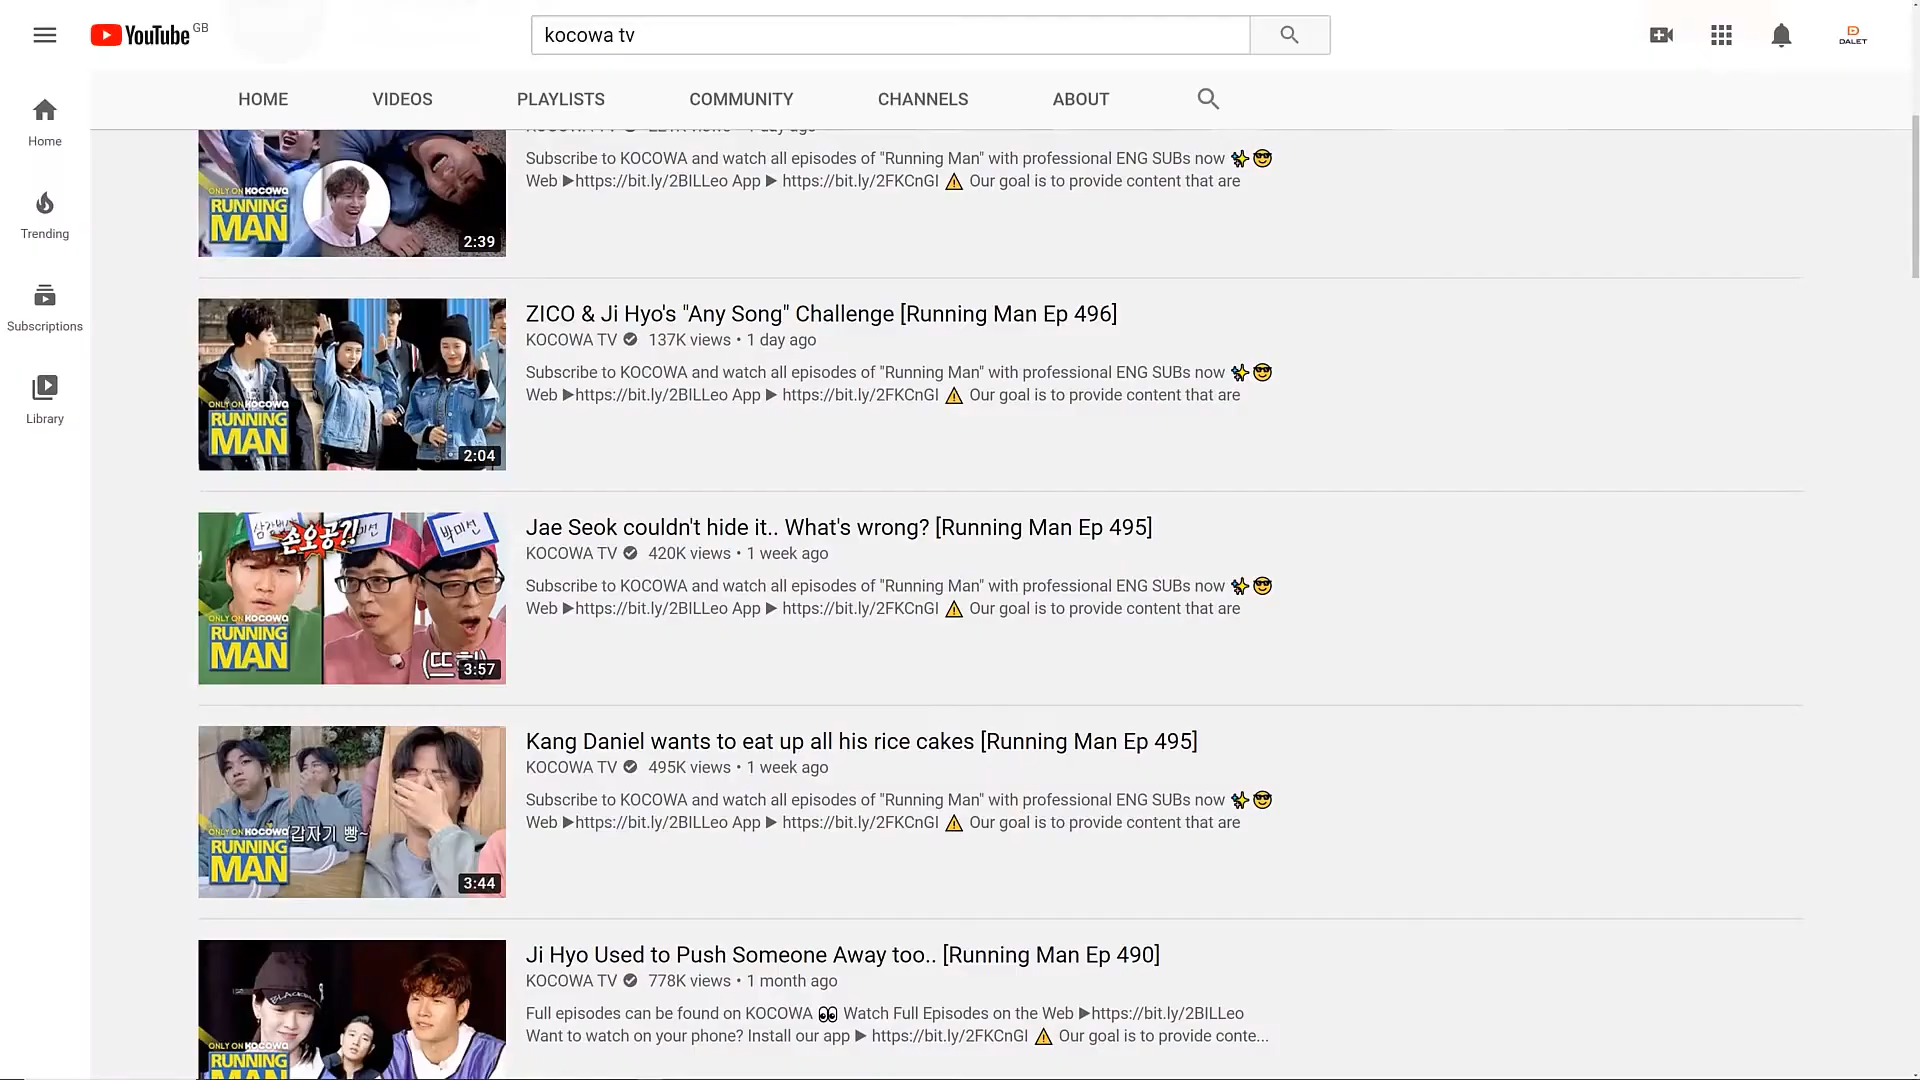 YouTube GB
kocowa tv
DALET
HOME VIDEOS PLAYLISTS COMMUNITY CHANNELS ABOUT
Home
Trending
Subscriptions
Library
ONLY ON KOCOWA
RUNNING
MAN
2:39
Subscribe to KOCOWA and watch all episodes of "Running Man" with professional ENG SUBs now ✨😎
Web ▶https://bit.ly/2BILLeo App ▶ https://bit.ly/2FKCnGI ⚠ Our goal is to provide content that are
ONLY ON KOCOWA
RUNNING
MAN
2:04
ZICO & Ji Hyo's "Any Song" Challenge [Running Man Ep 496]
KOCOWA TV 137K views • 1 day ago
Subscribe to KOCOWA and watch all episodes of "Running Man" with professional ENG SUBs now ✨😎
Web ▶https://bit.ly/2BILLeo App ▶ https://bit.ly/2FKCnGI ⚠ Our goal is to provide content that are
손오공?!
박미선
ONLY ON KOCOWA
RUNNING
MAN
3:57
Jae Seok couldn't hide it.. What's wrong? [Running Man Ep 495]
KOCOWA TV 420K views • 1 week ago
Subscribe to KOCOWA and watch all episodes of "Running Man" with professional ENG SUBs now ✨😎
Web ▶https://bit.ly/2BILLeo App ▶ https://bit.ly/2FKCnGI ⚠ Our goal is to provide content that are
갑자기 빵~
ONLY ON KOCOWA
RUNNING
MAN
3:44
Kang Daniel wants to eat up all his rice cakes [Running Man Ep 495]
KOCOWA TV 495K views • 1 week ago
Subscribe to KOCOWA and watch all episodes of "Running Man" with professional ENG SUBs now ✨😎
Web ▶https://bit.ly/2BILLeo App ▶ https://bit.ly/2FKCnGI ⚠ Our goal is to provide content that are
ONLY ON KOCOWA
RUNNING
MAN
Ji Hyo Used to Push Someone Away too.. [Running Man Ep 490]
KOCOWA TV 778K views • 1 month ago
Full episodes can be found on KOCOWA 👀 Watch Full Episodes on the Web ▶https://bit.ly/2BILLeo
Want to watch on your phone? Install our app ▶ https://bit.ly/2FKCnGI ⚠ Our goal is to provide conte...